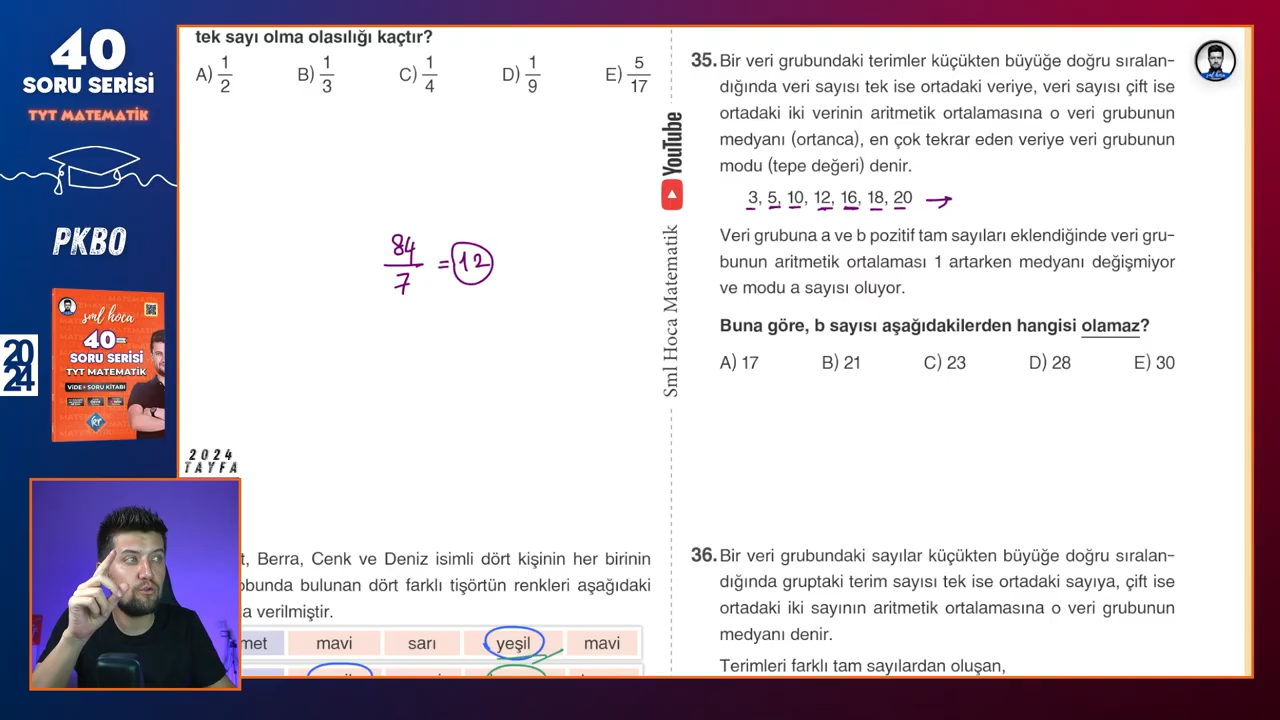 40
SORU SERİSİ
TYT MATEMATİK
PKBO
sml hoca
40
SORU SERİSİ
TYT MATEMATİK
VİDEO SORU KİTABI
KRT
2024
tek sayı olma olasılığı kaçtır?
A) 1/2 B) 1/3 C) 1/4 D) 1/9 E) 5/17
84/7 = 12
2024
TAYFA
t, Berra, Cenk ve Deniz isimli dört kişinin her birinin
obunda bulunan dört farklı tişörtün renkleri aşağıdaki
a verilmiştir.
met mavi sarı yeşil mavi
YouTube
Sml Hoca Matematik
35. Bir veri grubundaki terimler küçükten büyüğe doğru sıralan-
dığında veri sayısı tek ise ortadaki veriye, veri sayısı çift ise
ortadaki iki verinin aritmetik ortalamasına o veri grubunun
medyanı (ortanca), en çok tekrar eden veriye veri grubunun
modu (tepe değeri) denir.
3, 5, 10, 12, 16, 18, 20 →
Veri grubuna a ve b pozitif tam sayıları eklendiğinde veri gru-
bunun aritmetik ortalaması 1 artarken medyanı değişmiyor
ve modu a sayısı oluyor.
Buna göre, b sayısı aşağıdakilerden hangisi olamaz?
A) 17 B) 21 C) 23 D) 28 E) 30
36. Bir veri grubundaki sayılar küçükten büyüğe doğru sıralan-
dığında gruptaki terim sayısı tek ise ortadaki sayıya, çift ise
ortadaki iki sayının aritmetik ortalamasına o veri grubunun
medyanı denir.
Terimleri farklı tam sayılardan oluşan,
sml hoca